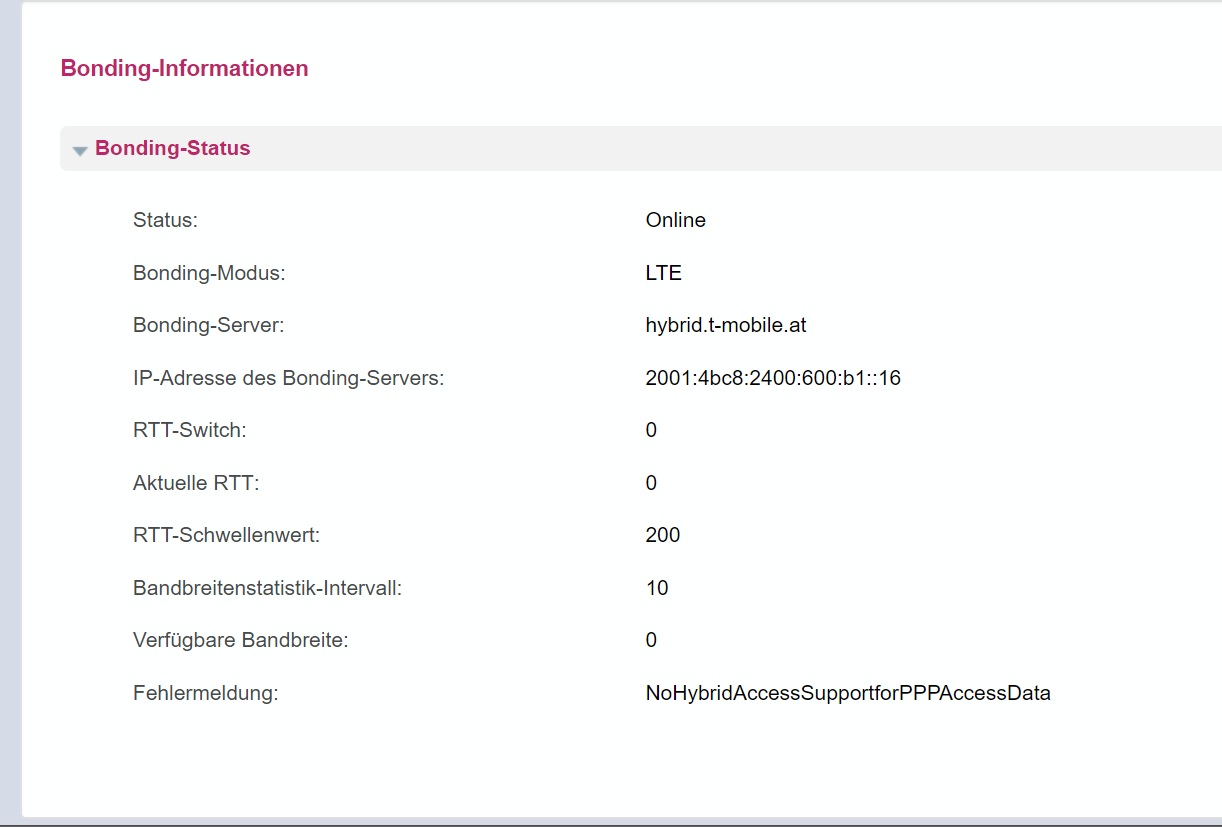 Bonding-Informationen
Bonding-Status
Status: Online
Bonding-Modus: LTE
Bonding-Server: hybrid.t-mobile.at
IP-Adresse des Bonding-Servers: 2001:4bc8:2400:600:b1::16
RTT-Switch: 0
Aktuelle RTT: 0
RTT-Schwellenwert: 200
Bandbreitenstatistik-Intervall: 10
Verfügbare Bandbreite: 0
Fehlermeldung: NoHybridAccessSupportforPPPAccessData